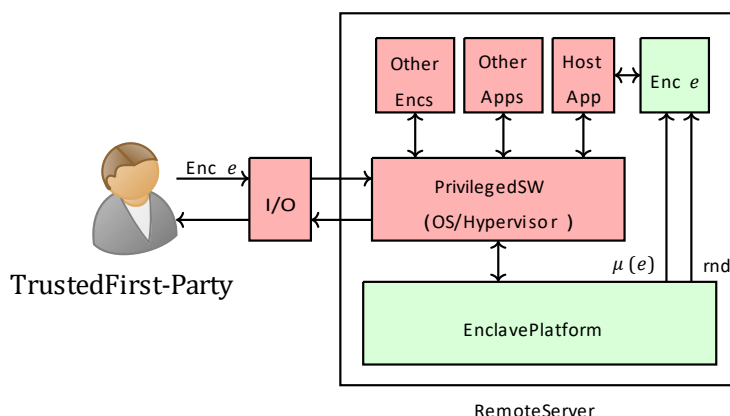 Other
Encs
Other
Apps
Host
App
Enc e
Enc e
I/O
PrivilegedSW
(OS/Hypervisor )
TrustedFirst-Party
μ(e)
rnd
EnclavePlatform
RemoteServer